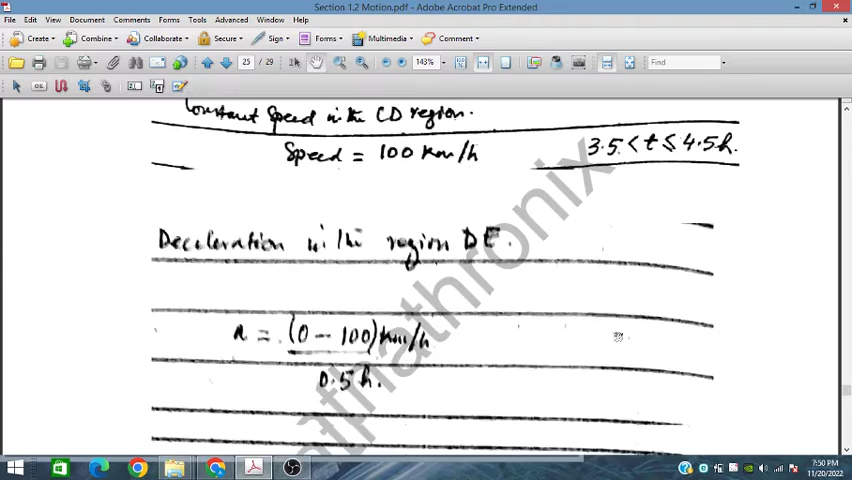 Section 1.2 Motion.pdf - Adobe Acrobat Pro Extended
File Edit View Document Comments Forms Tools Advanced Window Help
Create Combine Collaborate Secure Sign Forms Multimedia Comment
25 / 29 143% Find
Constant Speed in the CD region.
Speed = 100 Km/h 3.5 < t ≤ 4.5 h.
Deceleration in the region DE.
a = (0 - 100) Km/h
0.5 h.
mathronix
7:50 PM
11/20/2022